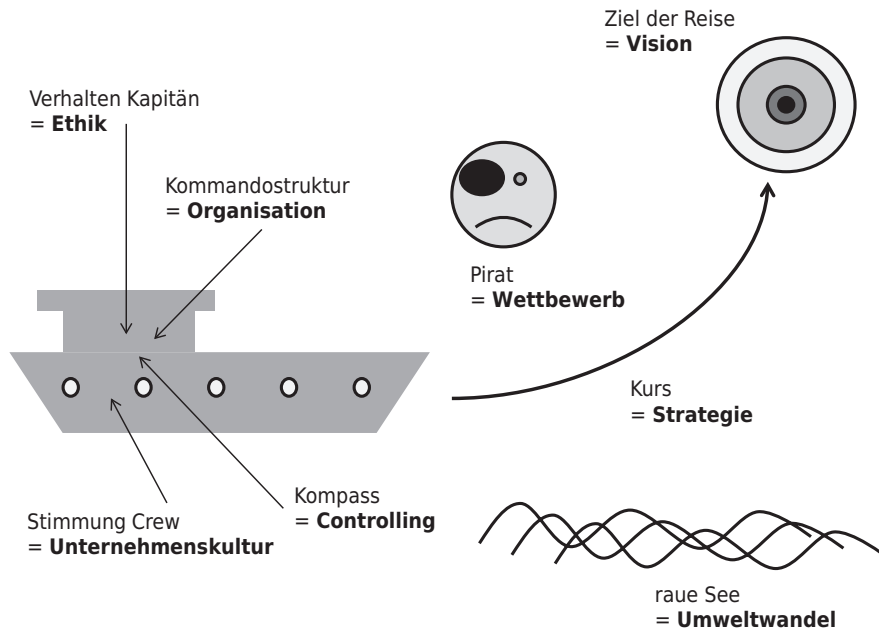 Ziel der Reise
= Vision
Verhalten Kapitän
= Ethik
Kommandostruktur
= Organisation
Pirat
= Wettbewerb
Kurs
= Strategie
Kompass
= Controlling
Stimmung Crew
= Unternehmenskultur
raue See
= Umweltwandel